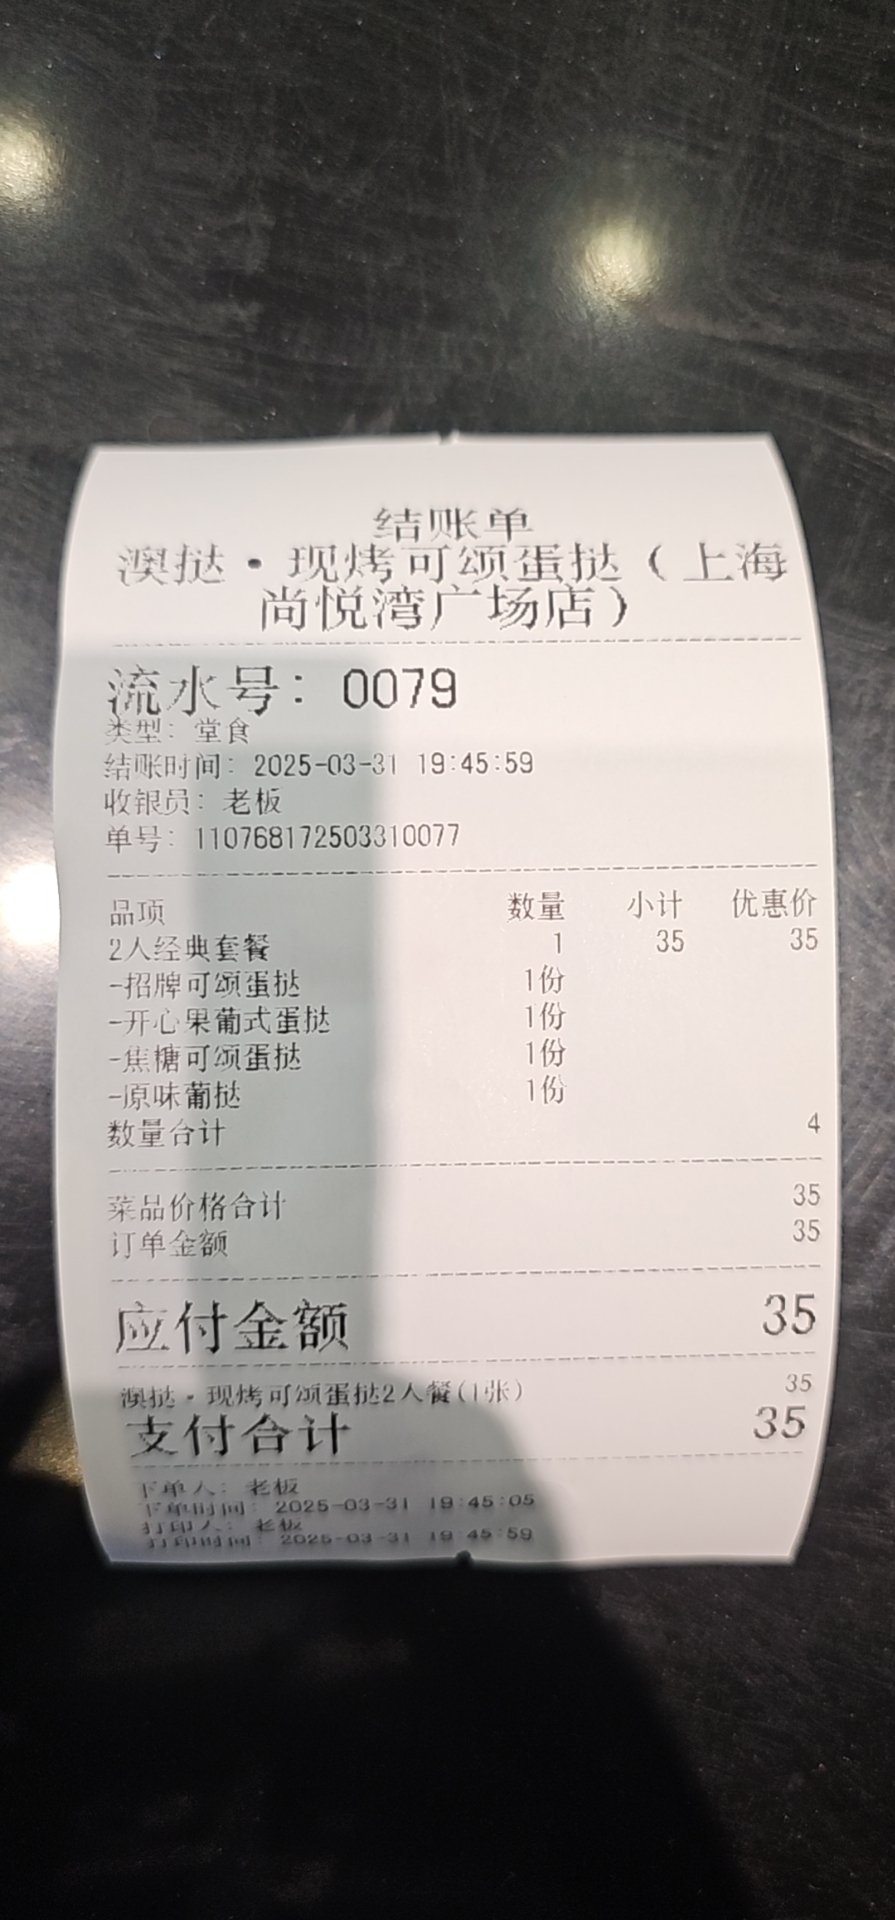 结账单
澳挞·现烤可颂蛋挞（上海
尚悦湾广场店）
流水号：0079
类型：堂食
结账时间：2025-03-31 19:45:59
收银员：老板
单号：110768172503310077
品项 数量 小计 优惠价
2人经典套餐 1 35 35
-招牌可颂蛋挞 1份
-开心果葡式蛋挞 1份
-焦糖可颂蛋挞 1份
-原味葡挞 1份
数量合计 4
菜品价格合计 35
订单金额 35
应付金额 35
澳挞·现烤可颂蛋挞2人餐(1张) 35
支付合计 35
下单人：老板
下单时间：2025-03-31 19:45:05
打印人：老板
打印时间：2025-03-31 19:45:59